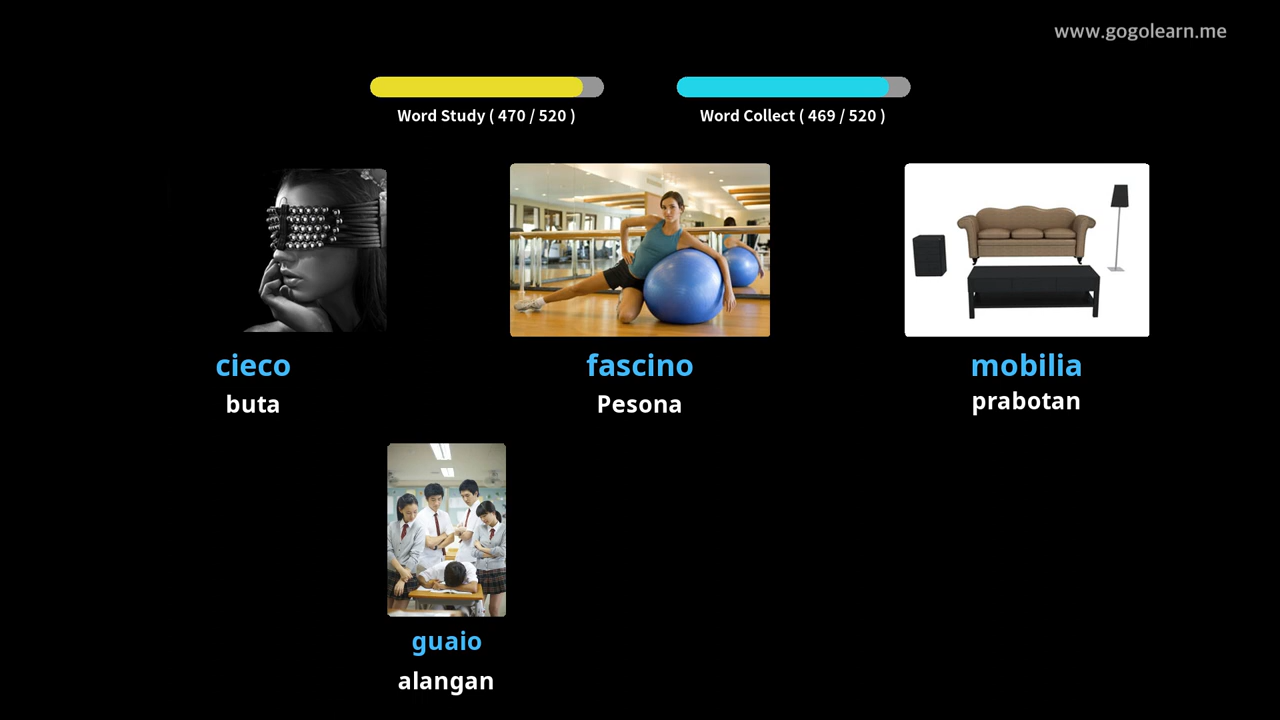 www.gogolearn.me
Word Study ( 470 / 520 )
Word Collect ( 469 / 520 )
cieco
buta
fascino
Pesona
mobilia
prabotan
guaio
alangan